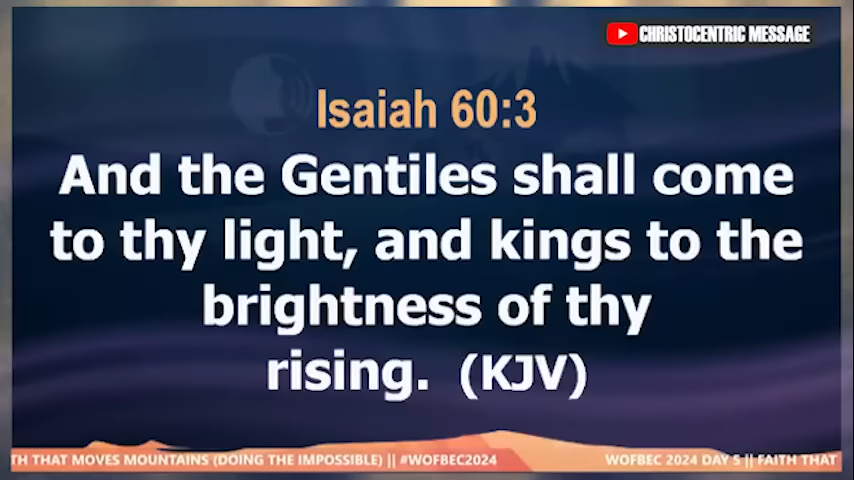 CHRISTOCENTRIC MESSAGE
Isaiah 60:3
And the Gentiles shall come
to thy light, and kings to the
brightness of thy
rising. (KJV)
TH THAT MOVES MOUNTAINS (DOING THE IMPOSSIBLE) || #WOFBEC2024 WOFBEC 2024 DAY 5 || FAITH THAT